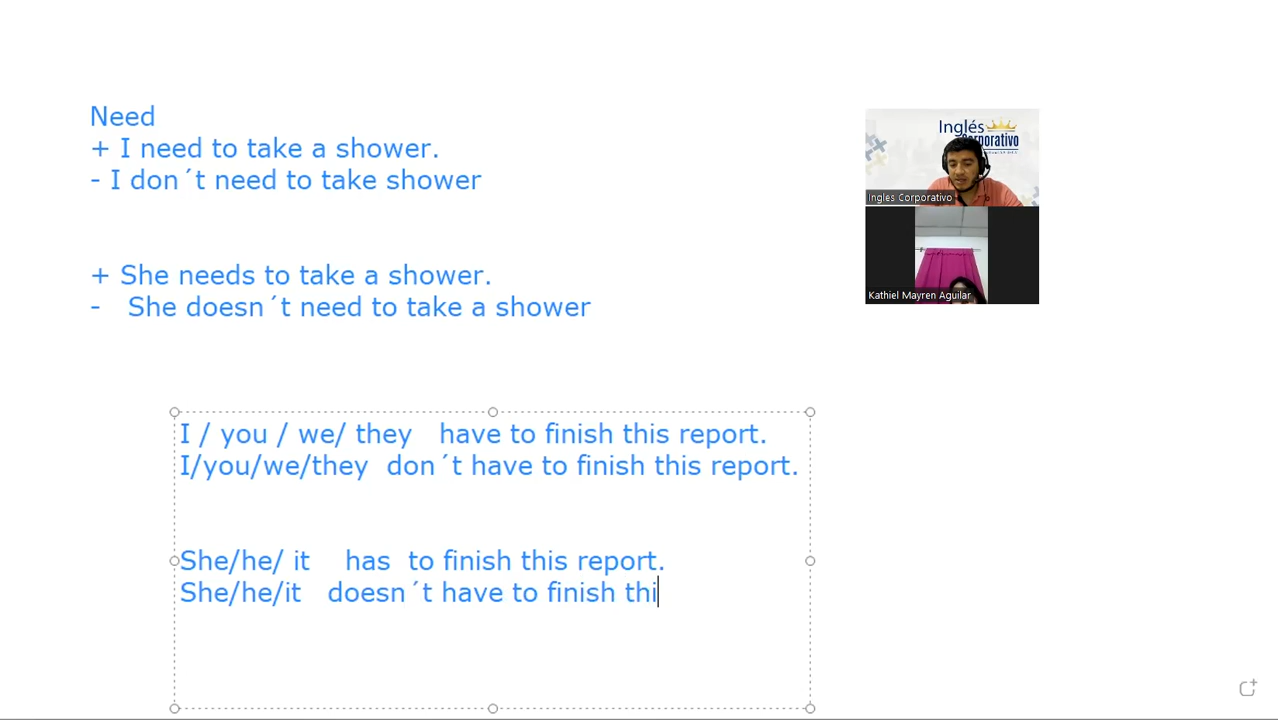 Need
+ I need to take a shower.
- I don´t need to take shower
+ She needs to take a shower.
- She doesn´t need to take a shower
I / you / we/ they have to finish this report.
I/you/we/they don´t have to finish this report.
She/he/ it has to finish this report.
She/he/it doesn´t have to finish thi
Inglés
Corporativo
Ingles Corporativo
Kathiel Mayren Aguilar